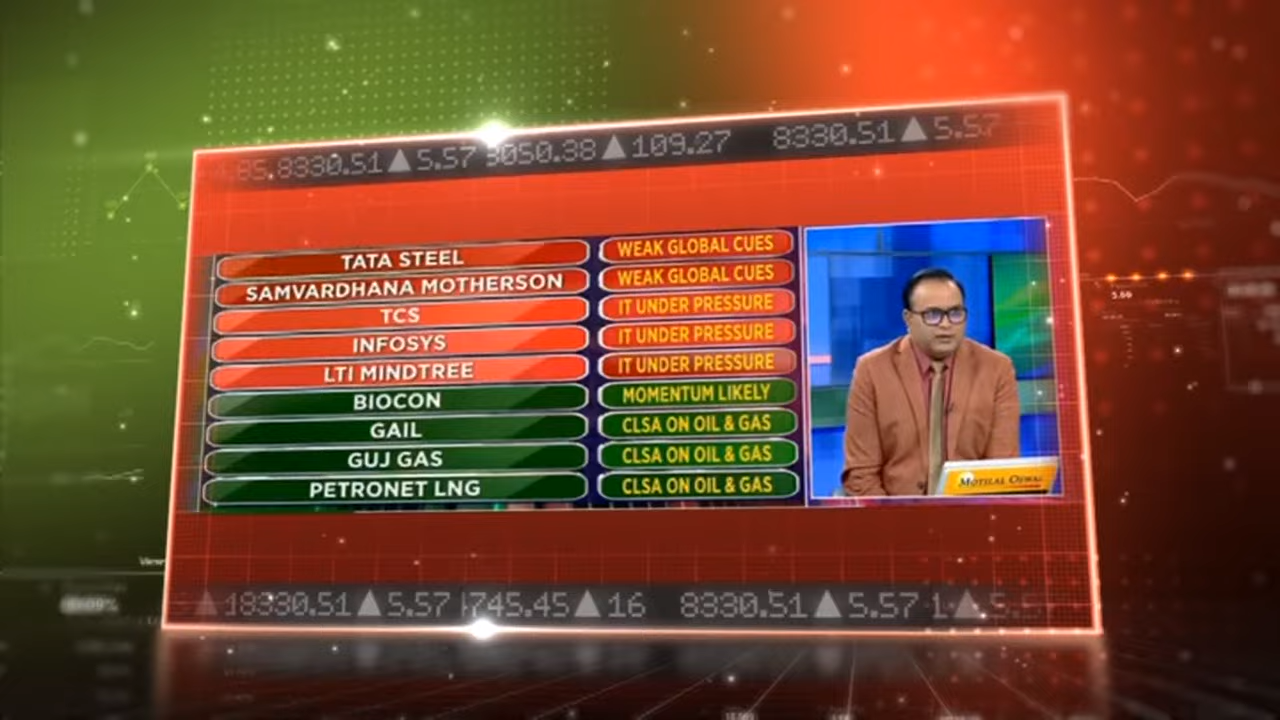 8330.51 ▲ 5.57 3050.38 ▲ 109.27 8330.51 ▲ 5.57
TATA STEEL WEAK GLOBAL CUES
SAMVARDHANA MOTHERSON WEAK GLOBAL CUES
TCS IT UNDER PRESSURE
INFOSYS IT UNDER PRESSURE
LTI MINDTREE IT UNDER PRESSURE
BIOCON MOMENTUM LIKELY
GAIL CLSA ON OIL & GAS
GUJ GAS CLSA ON OIL & GAS
PETRONET LNG CLSA ON OIL & GAS
MOTILAL OSWAL
5.66
18330.51 ▲ 5.57 745.45 ▲ 16 8330.51 ▲ 5.57